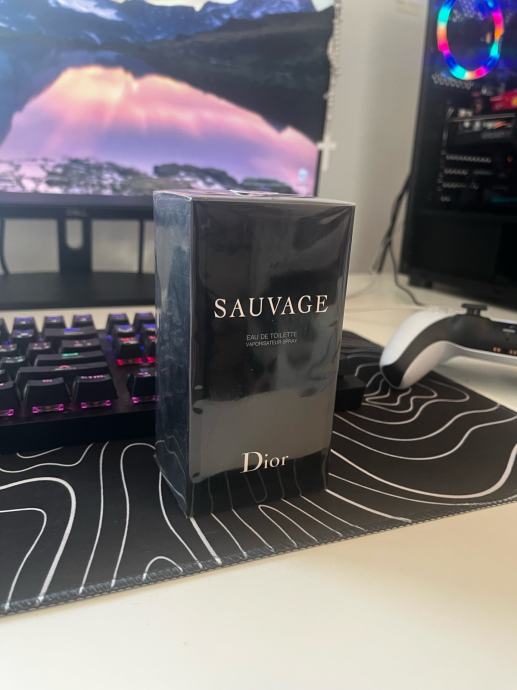 SAUVAGE
EAU DE TOILETTE
VAPORISATEUR SPRAY
Dior